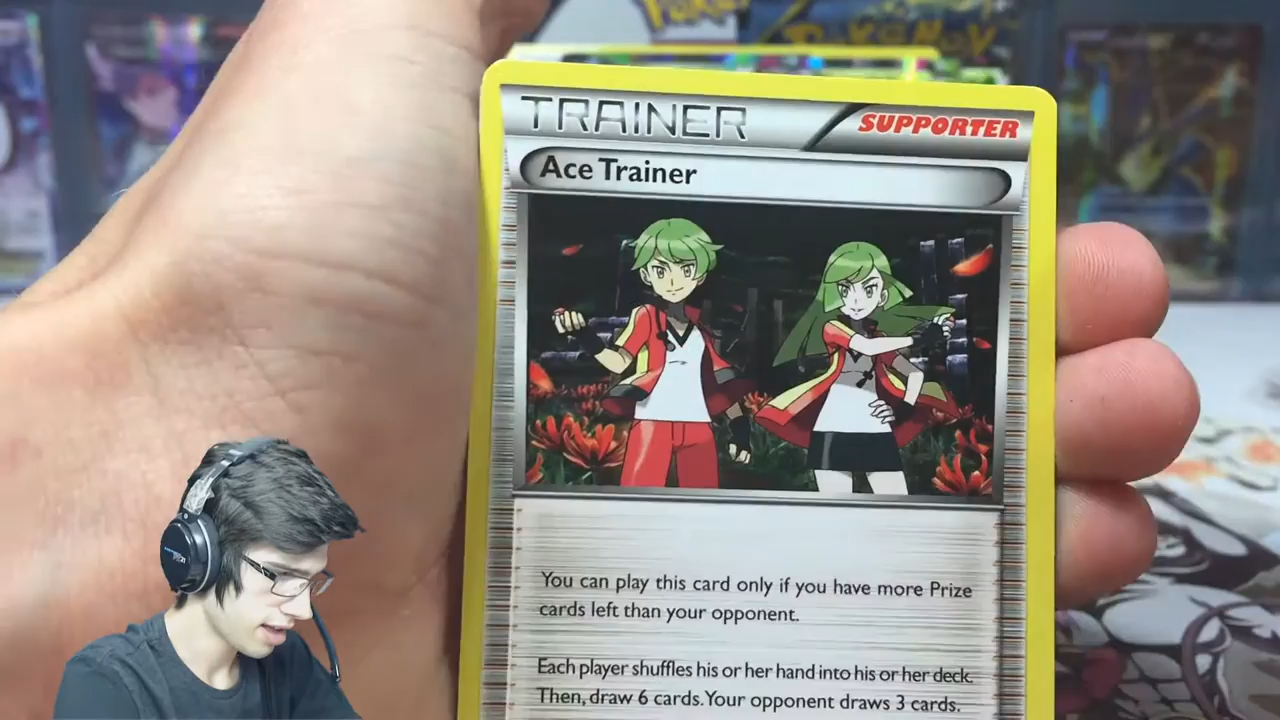 POKéMON
TRAINER
SUPPORTER
Ace Trainer
You can play this card only if you have more Prize
cards left than your opponent.
Each player shuffles his or her hand into his or her deck.
Then, draw 6 cards. Your opponent draws 3 cards.